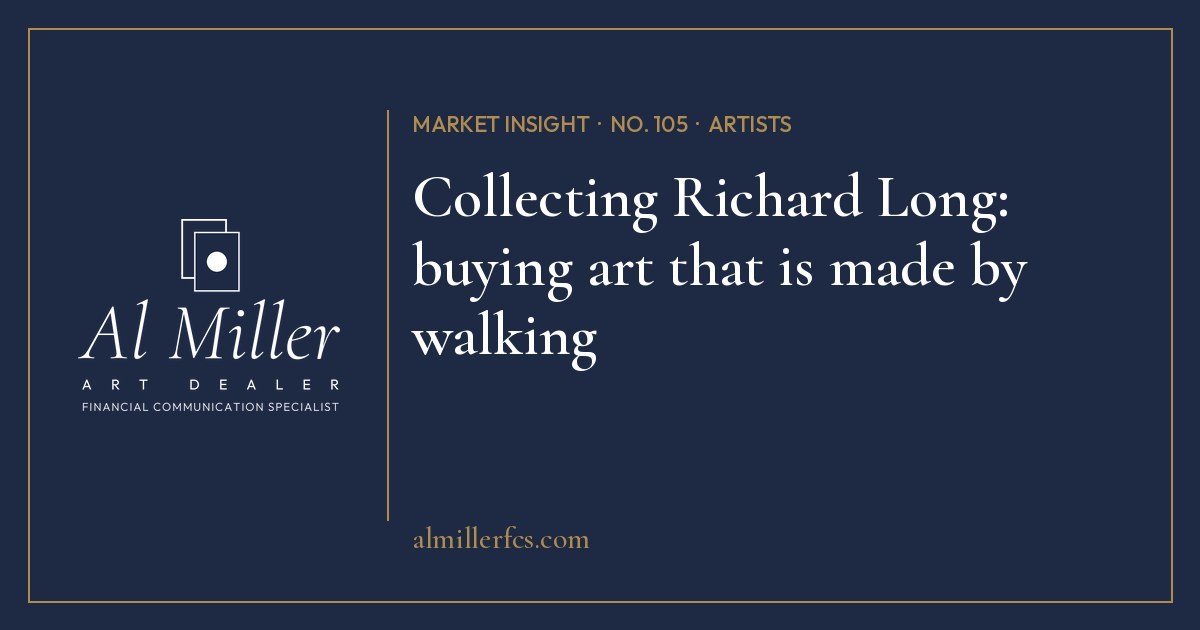 Al Miller
ART DEALER
FINANCIAL COMMUNICATION SPECIALIST
MARKET INSIGHT · NO. 105 · ARTISTS
Collecting Richard Long:
buying art that is made by
walking
almillerfcs.com